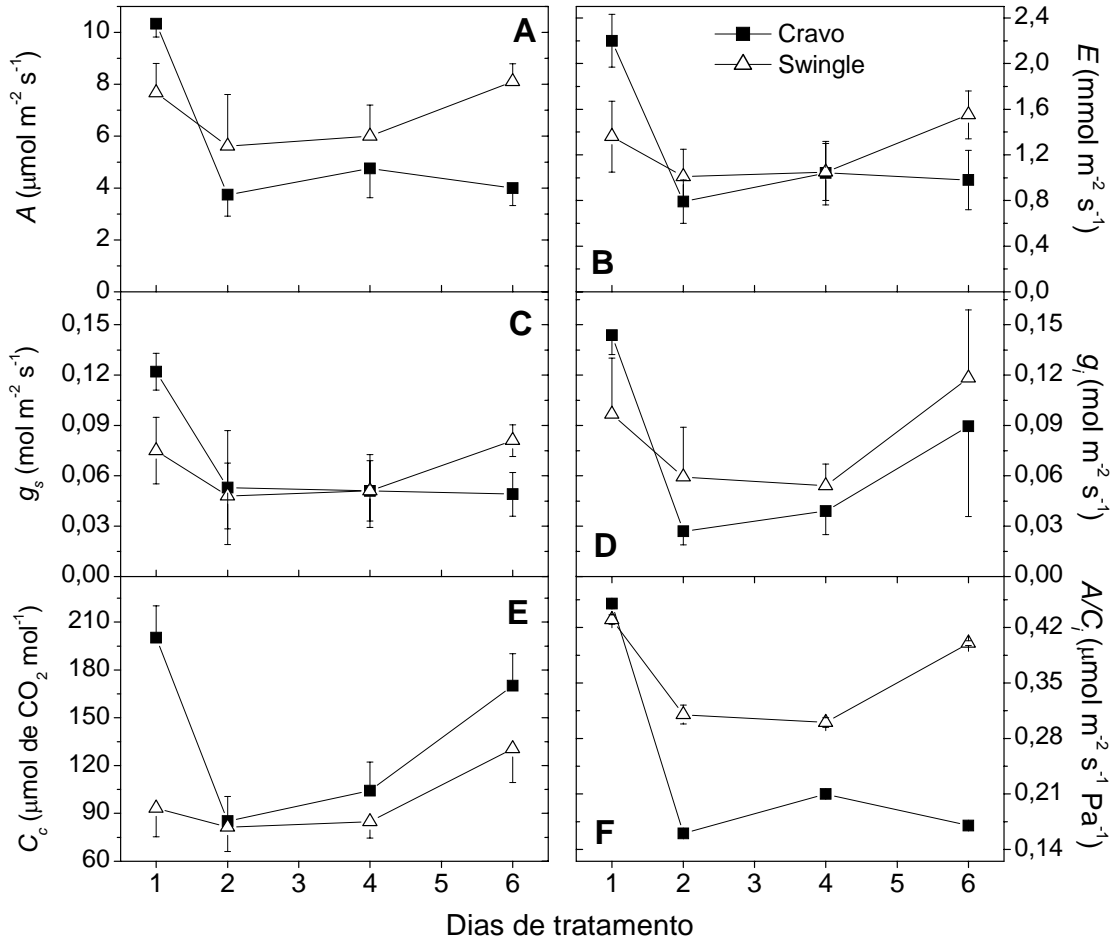 A (μmol m⁻² s⁻¹)
10
8
6
4
2
0
A
Cravo
Swingle
B
2,4
2,0
1,6
1,2
0,8
0,4
0,0
E (mmol m⁻² s⁻¹)
g_s (mol m⁻² s⁻¹)
0,15
0,12
0,09
0,06
0,03
0,00
C
D
0,15
0,12
0,09
0,06
0,03
0,00
g_i (mol m⁻² s⁻¹)
C_c (μmol de CO₂ mol⁻¹)
210
180
150
120
90
60
E
F
0,42
0,35
0,28
0,21
0,14
A/C_i (μmol m⁻² s⁻¹ Pa⁻¹)
1 2 3 4 5 6
1 2 3 4 5 6
Dias de tratamento